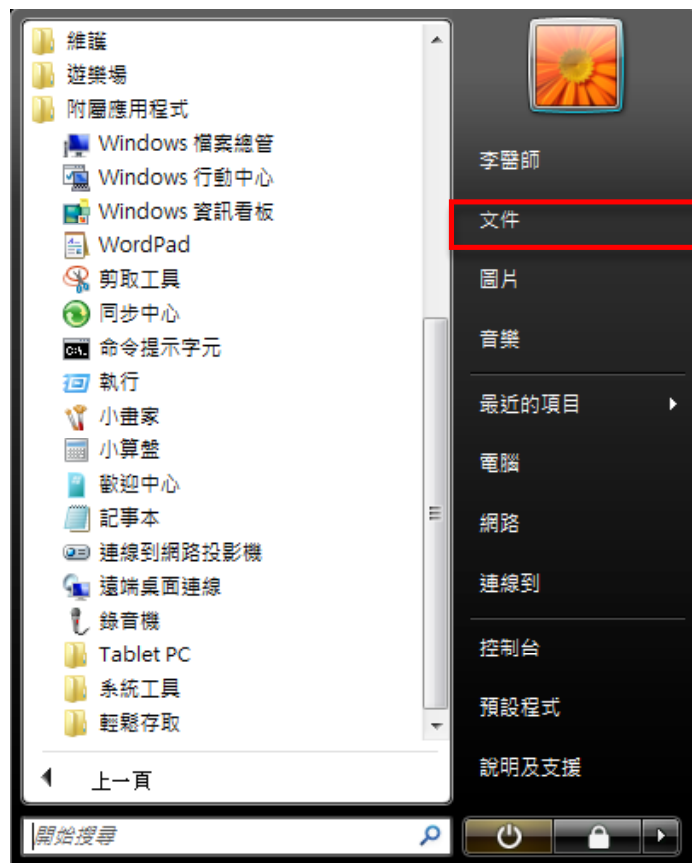 維護
遊樂場
附屬應用程式
Windows 檔案總管
Windows 行動中心
Windows 資訊看板
WordPad
剪取工具
同步中心
命令提示字元
執行
小畫家
小算盤
歡迎中心
記事本
連線到網路投影機
遠端桌面連線
錄音機
Tablet PC
系統工具
輕鬆存取
上一頁
開始搜尋
李醫師
文件
圖片
音樂
最近的項目
電腦
網路
連線到
控制台
預設程式
說明及支援